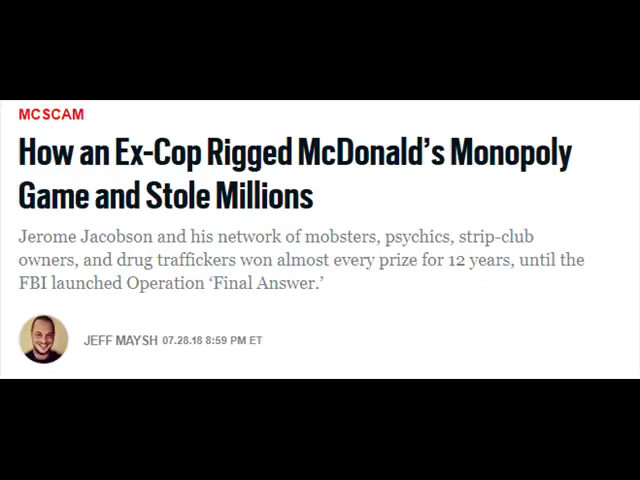 MCSCAM
How an Ex-Cop Rigged McDonald’s Monopoly
Game and Stole Millions
Jerome Jacobson and his network of mobsters, psychics, strip-club
owners, and drug traffickers won almost every prize for 12 years, until the
FBI launched Operation ‘Final Answer.’
JEFF MAYSH 07.28.18 8:59 PM ET